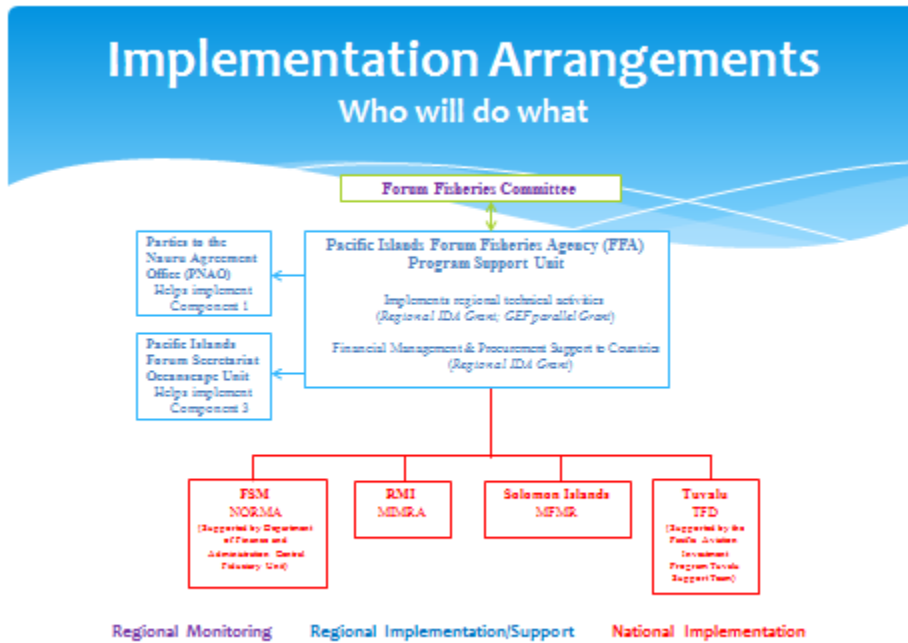 Implementation Arrangements
Who will do what
Forum Fisheries Committee
Parties to the
Nauru Agreement
Office (PNAO)
Helps implement
Component 1
Pacific Islands Forum Fisheries Agency (FFA)
Program Support Unit
Implements regional technical activities
(Regional IDA Grant; GEF parallel Grant)
Financial Management & Procurement Support to Countries
(Regional IDA Grant)
Pacific Islands
Forum Secretariat
Oceanscape Unit
Helps implement
Component 3
FSM
NORMA
(Supported by Department
of Finance and
Administration Central
Fiduciary Unit)
RMI
MIMRA
Solomon Islands
MFMR
Tuvalu
TFD
(Supported by the
Pacific Aviation
Investment
Program Tuvalu
Support Team)
Regional Monitoring Regional Implementation/Support National Implementation